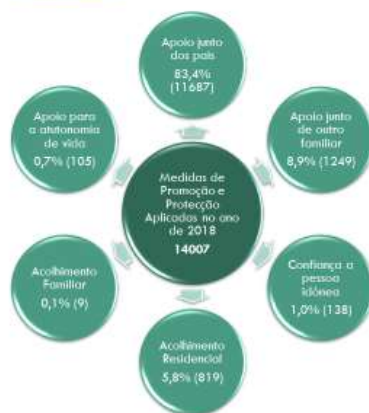 Apoio junto
dos pais
83,4%
(11687)
Apoio para
a atutonomia
de vida
0,7% (105)
Apoio junto
de outro
familiar
8,9% (1249)
Medidas de
Promoção e
Protecção
Aplicadas no ano
de 2018
14007
Acolhimento
Familiar
0,1% (9)
Confiança a
pessoa
idónea
1,0% (138)
Acolhimento
Residencial
5,8% (819)